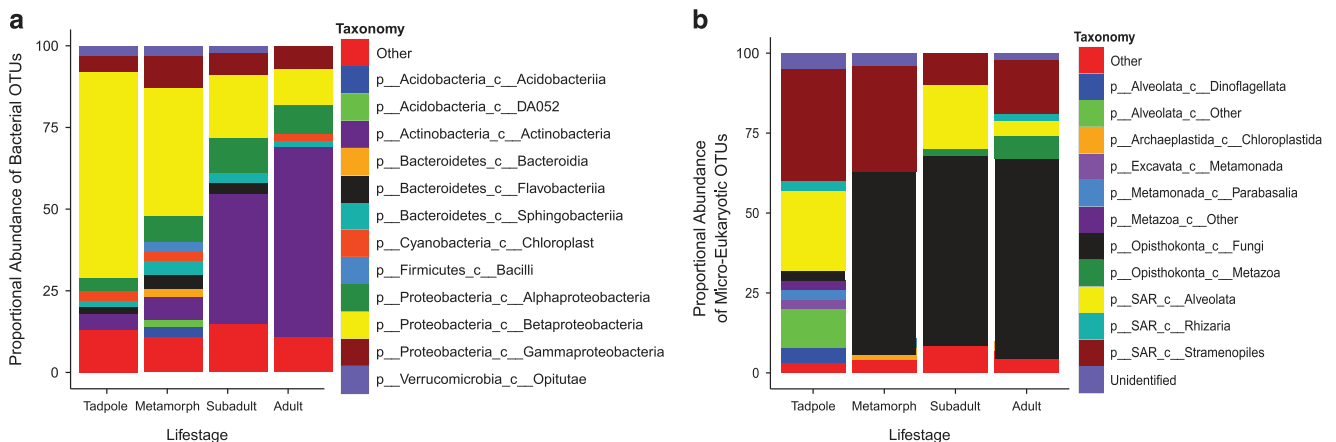 a
Proportional Abundance of Bacterial OTUs
100
75
50
25
0
Tadpole Metamorph Subadult Adult
Lifestage
Taxonomy
Other
p__Acidobacteria_c__Acidobacteriia
p__Acidobacteria_c__DA052
p__Actinobacteria_c__Actinobacteria
p__Bacteroidetes_c__Bacteroidia
p__Bacteroidetes_c__Flavobacteriia
p__Bacteroidetes_c__Sphingobacteriia
p__Cyanobacteria_c__Chloroplast
p__Firmicutes_c__Bacilli
p__Proteobacteria_c__Alphaproteobacteria
p__Proteobacteria_c__Betaproteobacteria
p__Proteobacteria_c__Gammaproteobacteria
p__Verrucomicrobia_c__Opitutae
b
Proportional Abundance
of Micro-Eukaryotic OTUs
100
75
50
25
0
Tadpole Metamorph Subadult Adult
Lifestage
Taxonomy
Other
p__Alveolata_c__Dinoflagellata
p__Alveolata_c__Other
p__Archaeplastida_c__Chloroplastida
p__Excavata_c__Metamonada
p__Metamonada_c__Parabasalia
p__Metazoa_c__Other
p__Opisthokonta_c__Fungi
p__Opisthokonta_c__Metazoa
p__SAR_c__Alveolata
p__SAR_c__Rhizaria
p__SAR_c__Stramenopiles
Unidentified